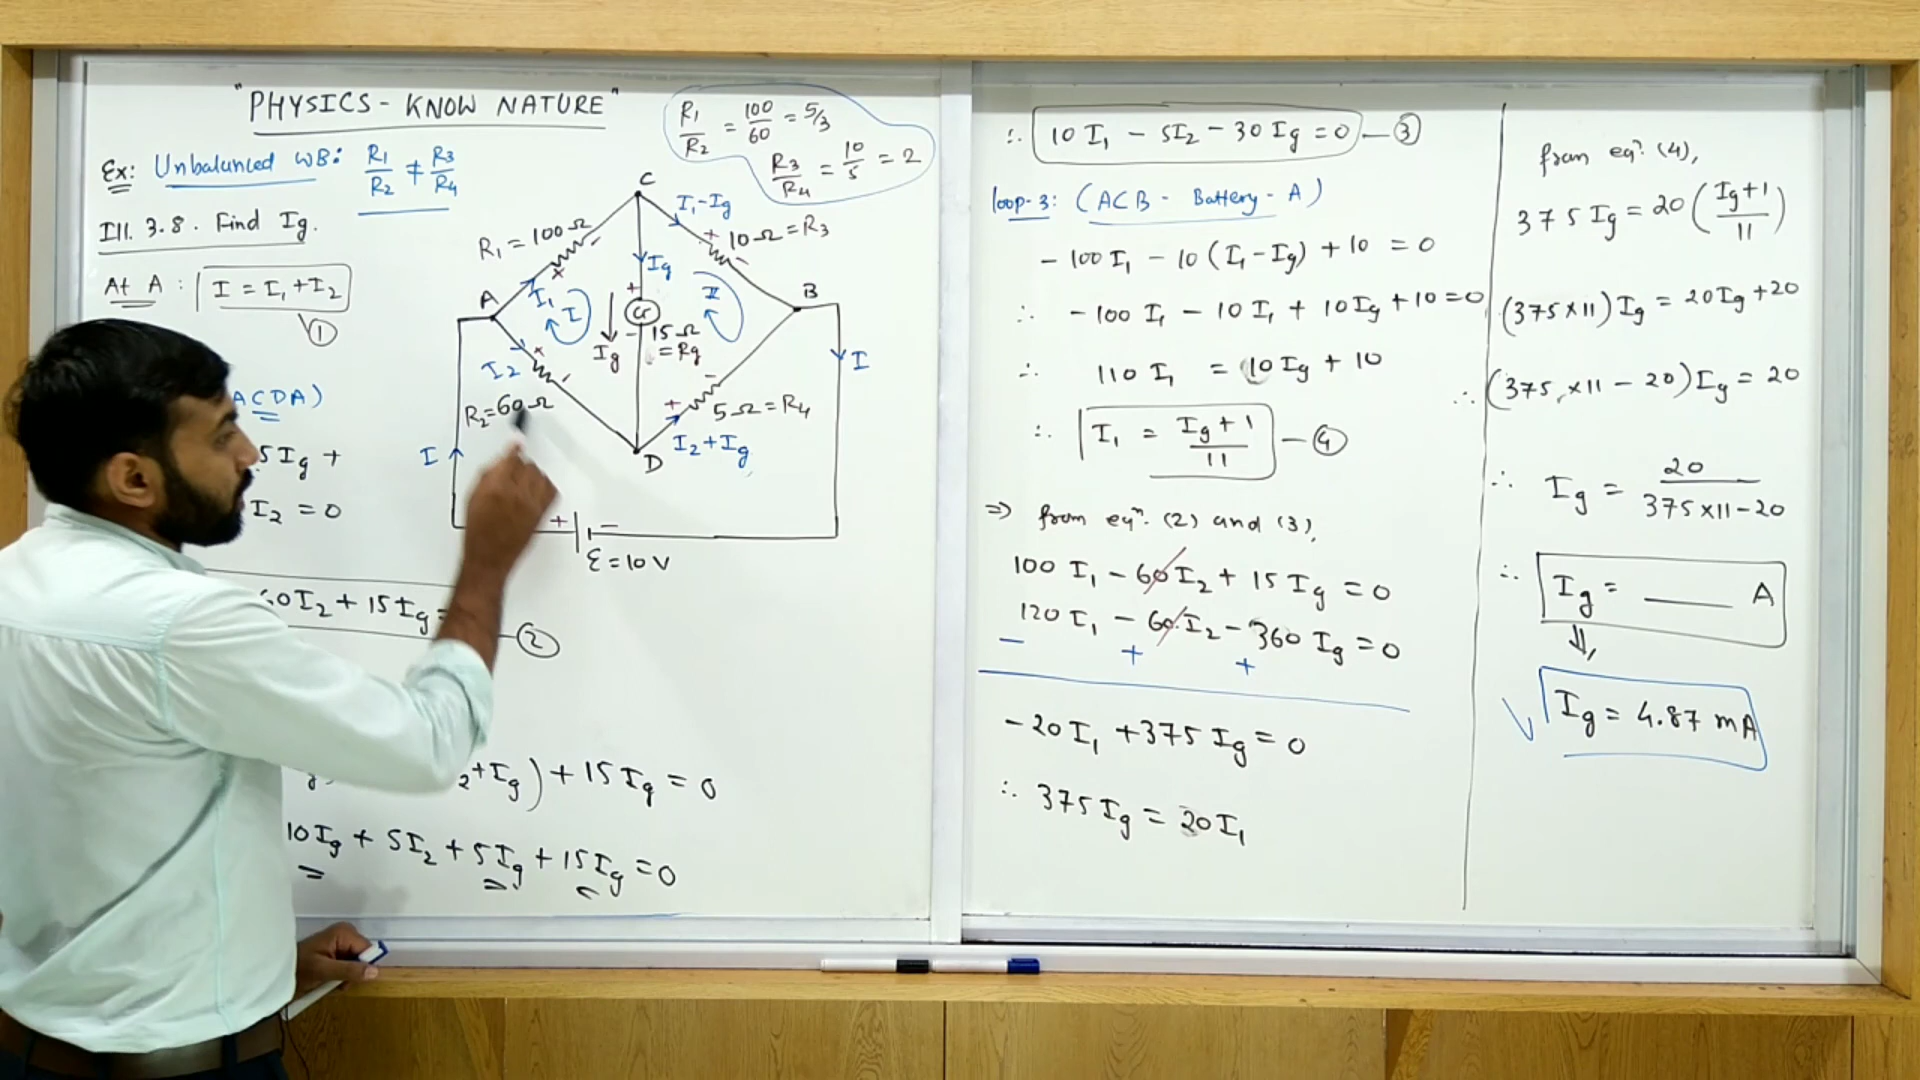 "PHYSICS - KNOW NATURE"
Ex: Unbalanced WB: R₁/R₂ ≠ R₃/R₄
R₁/R₂ = 100/60 = 5/3
R₃/R₄ = 10/5 = 2
Ill. 3.8. Find Ig.
At A : I = I₁ + I₂
①
ACDA)
5Ig +
I₂ = 0
60I₂ + 15Ig =
②
₂+Ig) + 15Ig = 0
10Ig + 5I₂ + 5Ig + 15Ig = 0
C
R₁ = 100Ω
I₁ - Ig
+
10Ω = R₃
-
Ig
A
I₁
I
+
G
-
15Ω
= Rg
Ig
II
B
I
I₂
R₂ = 60Ω
5Ω = R₄
+
-
I₂ + Ig
D
I
+ -
ℰ = 10 V
∴ 10 I₁ - 5I₂ - 30 Ig = 0 — ③
loop-3: (ACB - Battery - A)
- 100 I₁ - 10 (I₁ - Ig) + 10 = 0
∴ - 100 I₁ - 10 I₁ + 10 Ig + 10 = 0
∴ 110 I₁ = 10 Ig + 10
∴ I₁ = Ig + 1/11 — ④
⇒ from eqⁿ. (2) and (3),
100 I₁ - 60 I₂ + 15 Ig = 0
120 I₁ - 60 I₂ - 360 Ig = 0
- + +
- 20 I₁ + 375 Ig = 0
∴ 375 Ig = 20 I₁
from eqⁿ. (4),
375 Ig = 20 (Ig + 1/11)
(375 × 11) Ig = 20 Ig + 20
∴ (375 × 11 - 20) Ig = 20
∴ Ig = 20/375 × 11 - 20
∴ Ig = ____ A
⇓
Ig = 4.87 mA